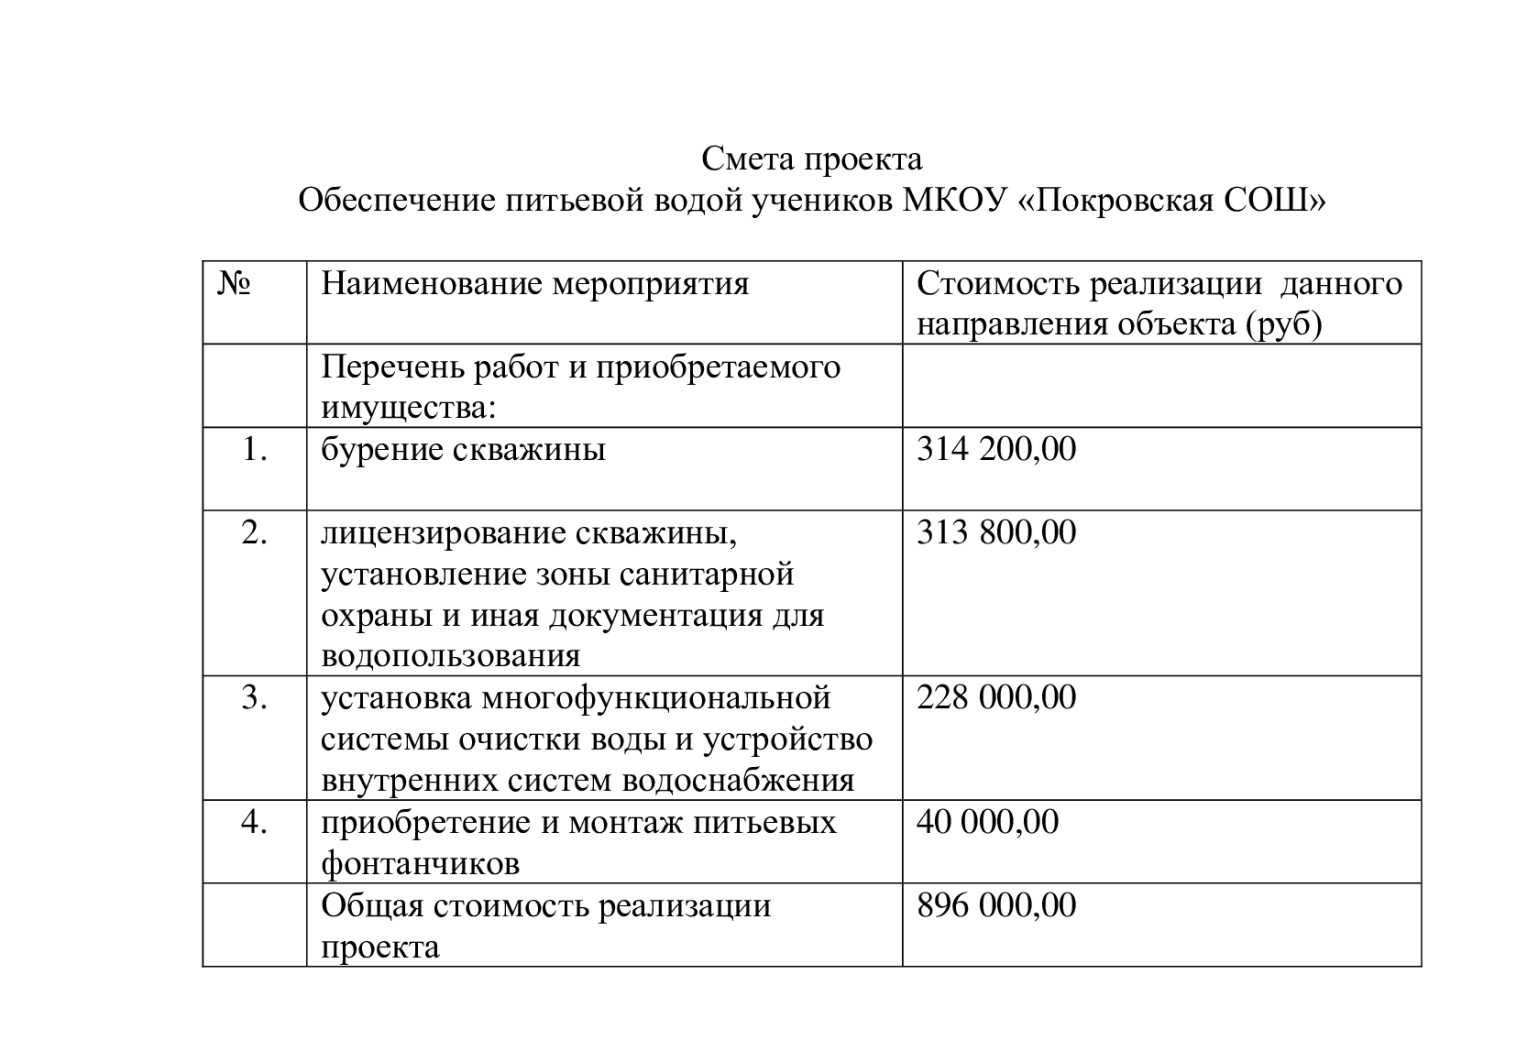 Смета проекта
Обеспечение питьевой водой учеников МКОУ «Покровская СОШ»
№ Наименование мероприятия Стоимость реализации данного
направления объекта (руб)
Перечень работ и приобретаемого
имущества:
1. бурение скважины 314 200,00
2. лицензирование скважины, 313 800,00
установление зоны санитарной
охраны и иная документация для
водопользования
3. установка многофункциональной 228 000,00
системы очистки воды и устройство
внутренних систем водоснабжения
4. приобретение и монтаж питьевых 40 000,00
фонтанчиков
Общая стоимость реализации 896 000,00
проекта